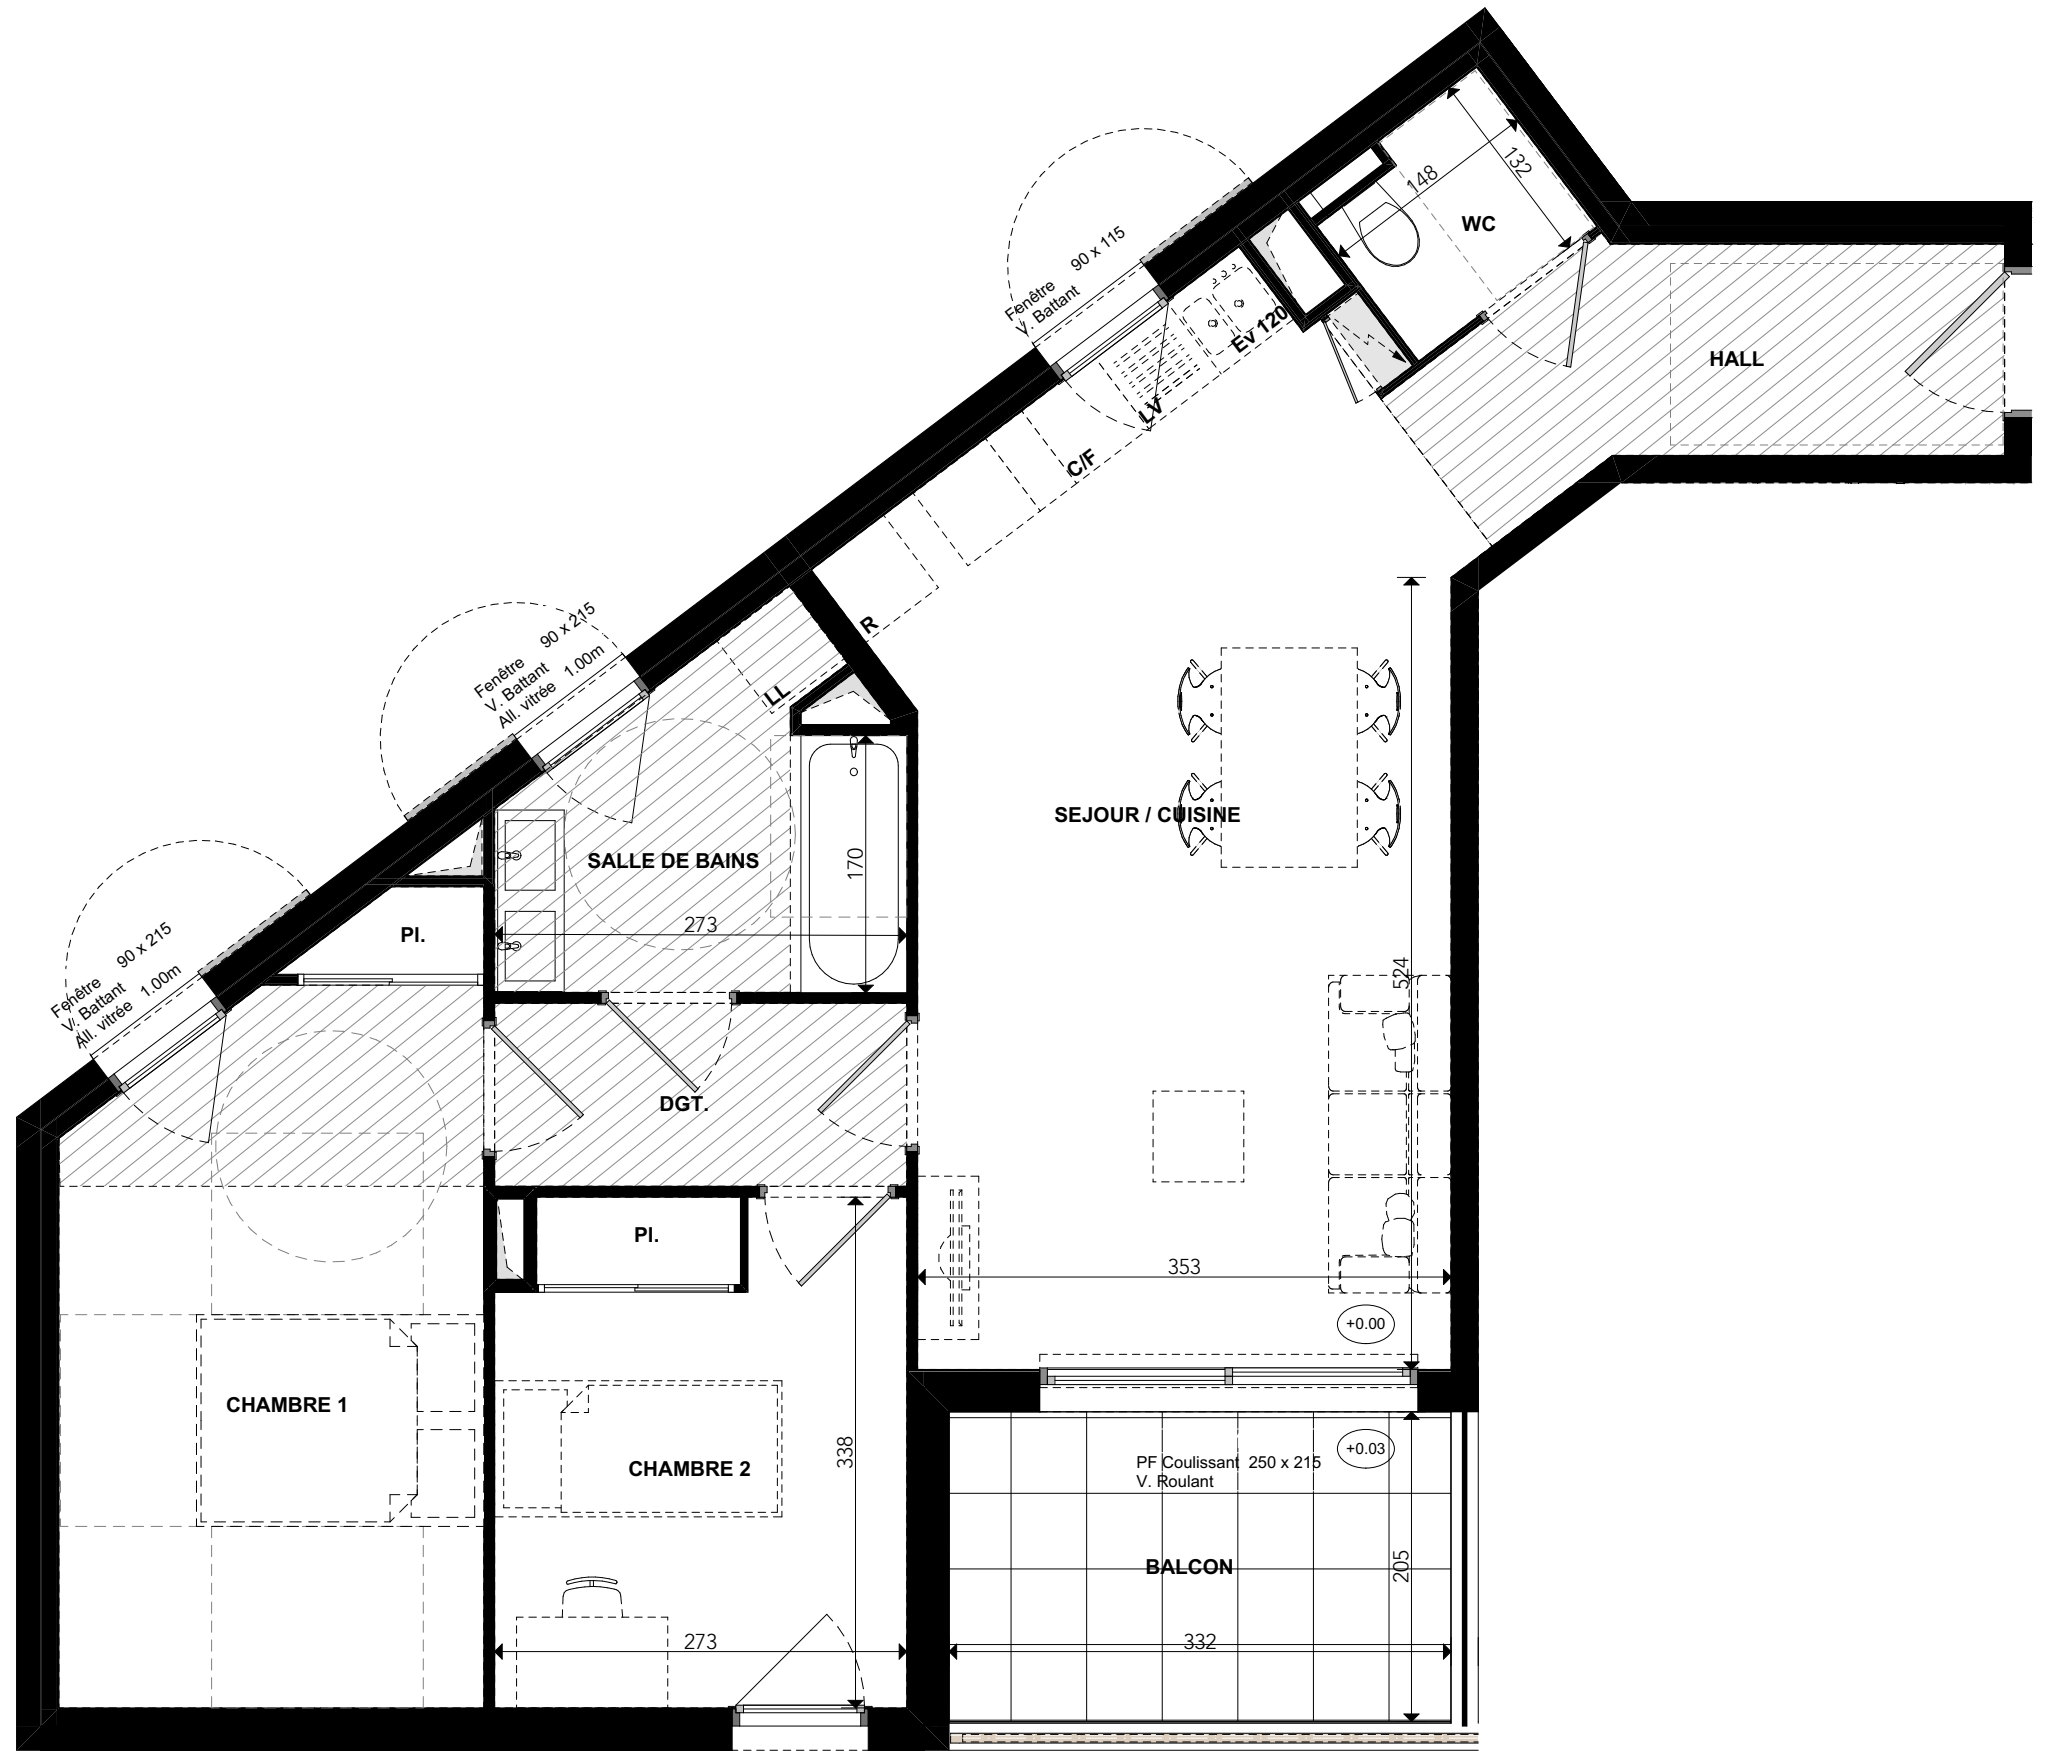 132
148
WC
Fenêtre 90 x 115
V. Battant
Ev 120
HALL
LV
C/F
R
Fenêtre 90 x 215
V. Battant
All. vitrée 1.00m
LL
SEJOUR / CUISINE
SALLE DE BAINS
170
273
Pl.
Fenêtre 90 x 215
V. Battant
All. vitrée 1.00m
524
DGT.
Pl.
353
+0.00
CHAMBRE 1
CHAMBRE 2
338
+0.03
PF Coulissant 250 x 215
V. Roulant
BALCON
205
273
332